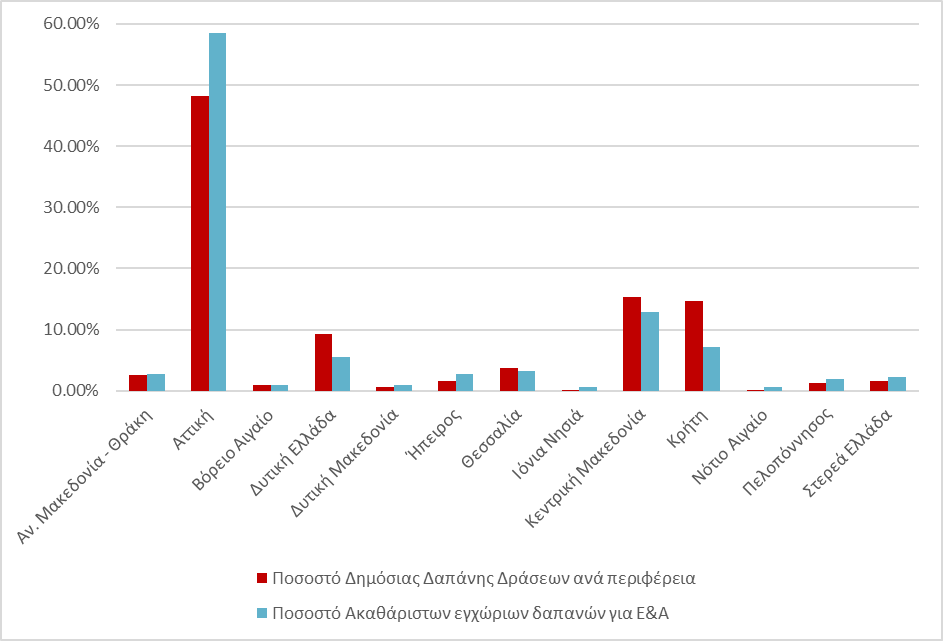 60.00%
50.00%
40.00%
30.00%
20.00%
10.00%
0.00%
Αν. Μακεδονία - Θράκη
Αττική
Βόρειο Αιγαίο
Δυτική Ελλάδα
Δυτική Μακεδονία
Ήπειρος
Θεσσαλία
Ιόνια Νησιά
Κεντρική Μακεδονία
Κρήτη
Νότιο Αιγαίο
Πελοπόννησος
Στερεά Ελλάδα
Ποσοστό Δημόσιας Δαπάνης Δράσεων ανά περιφέρεια
Ποσοστό Ακαθάριστων εγχώριων δαπανών για Ε&Α